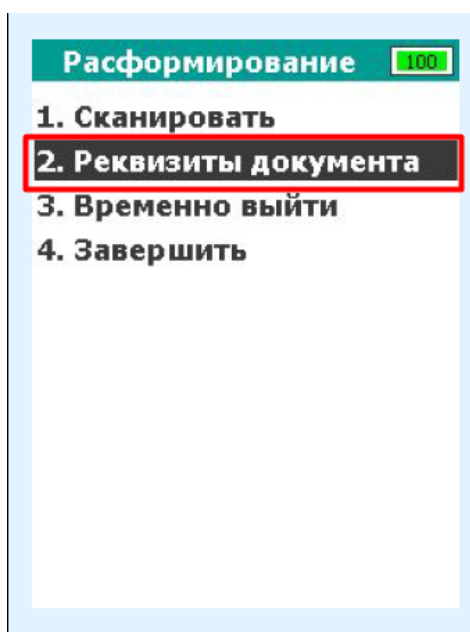 Расформирование 100
1. Сканировать
2. Реквизиты документа
3. Временно выйти
4. Завершить